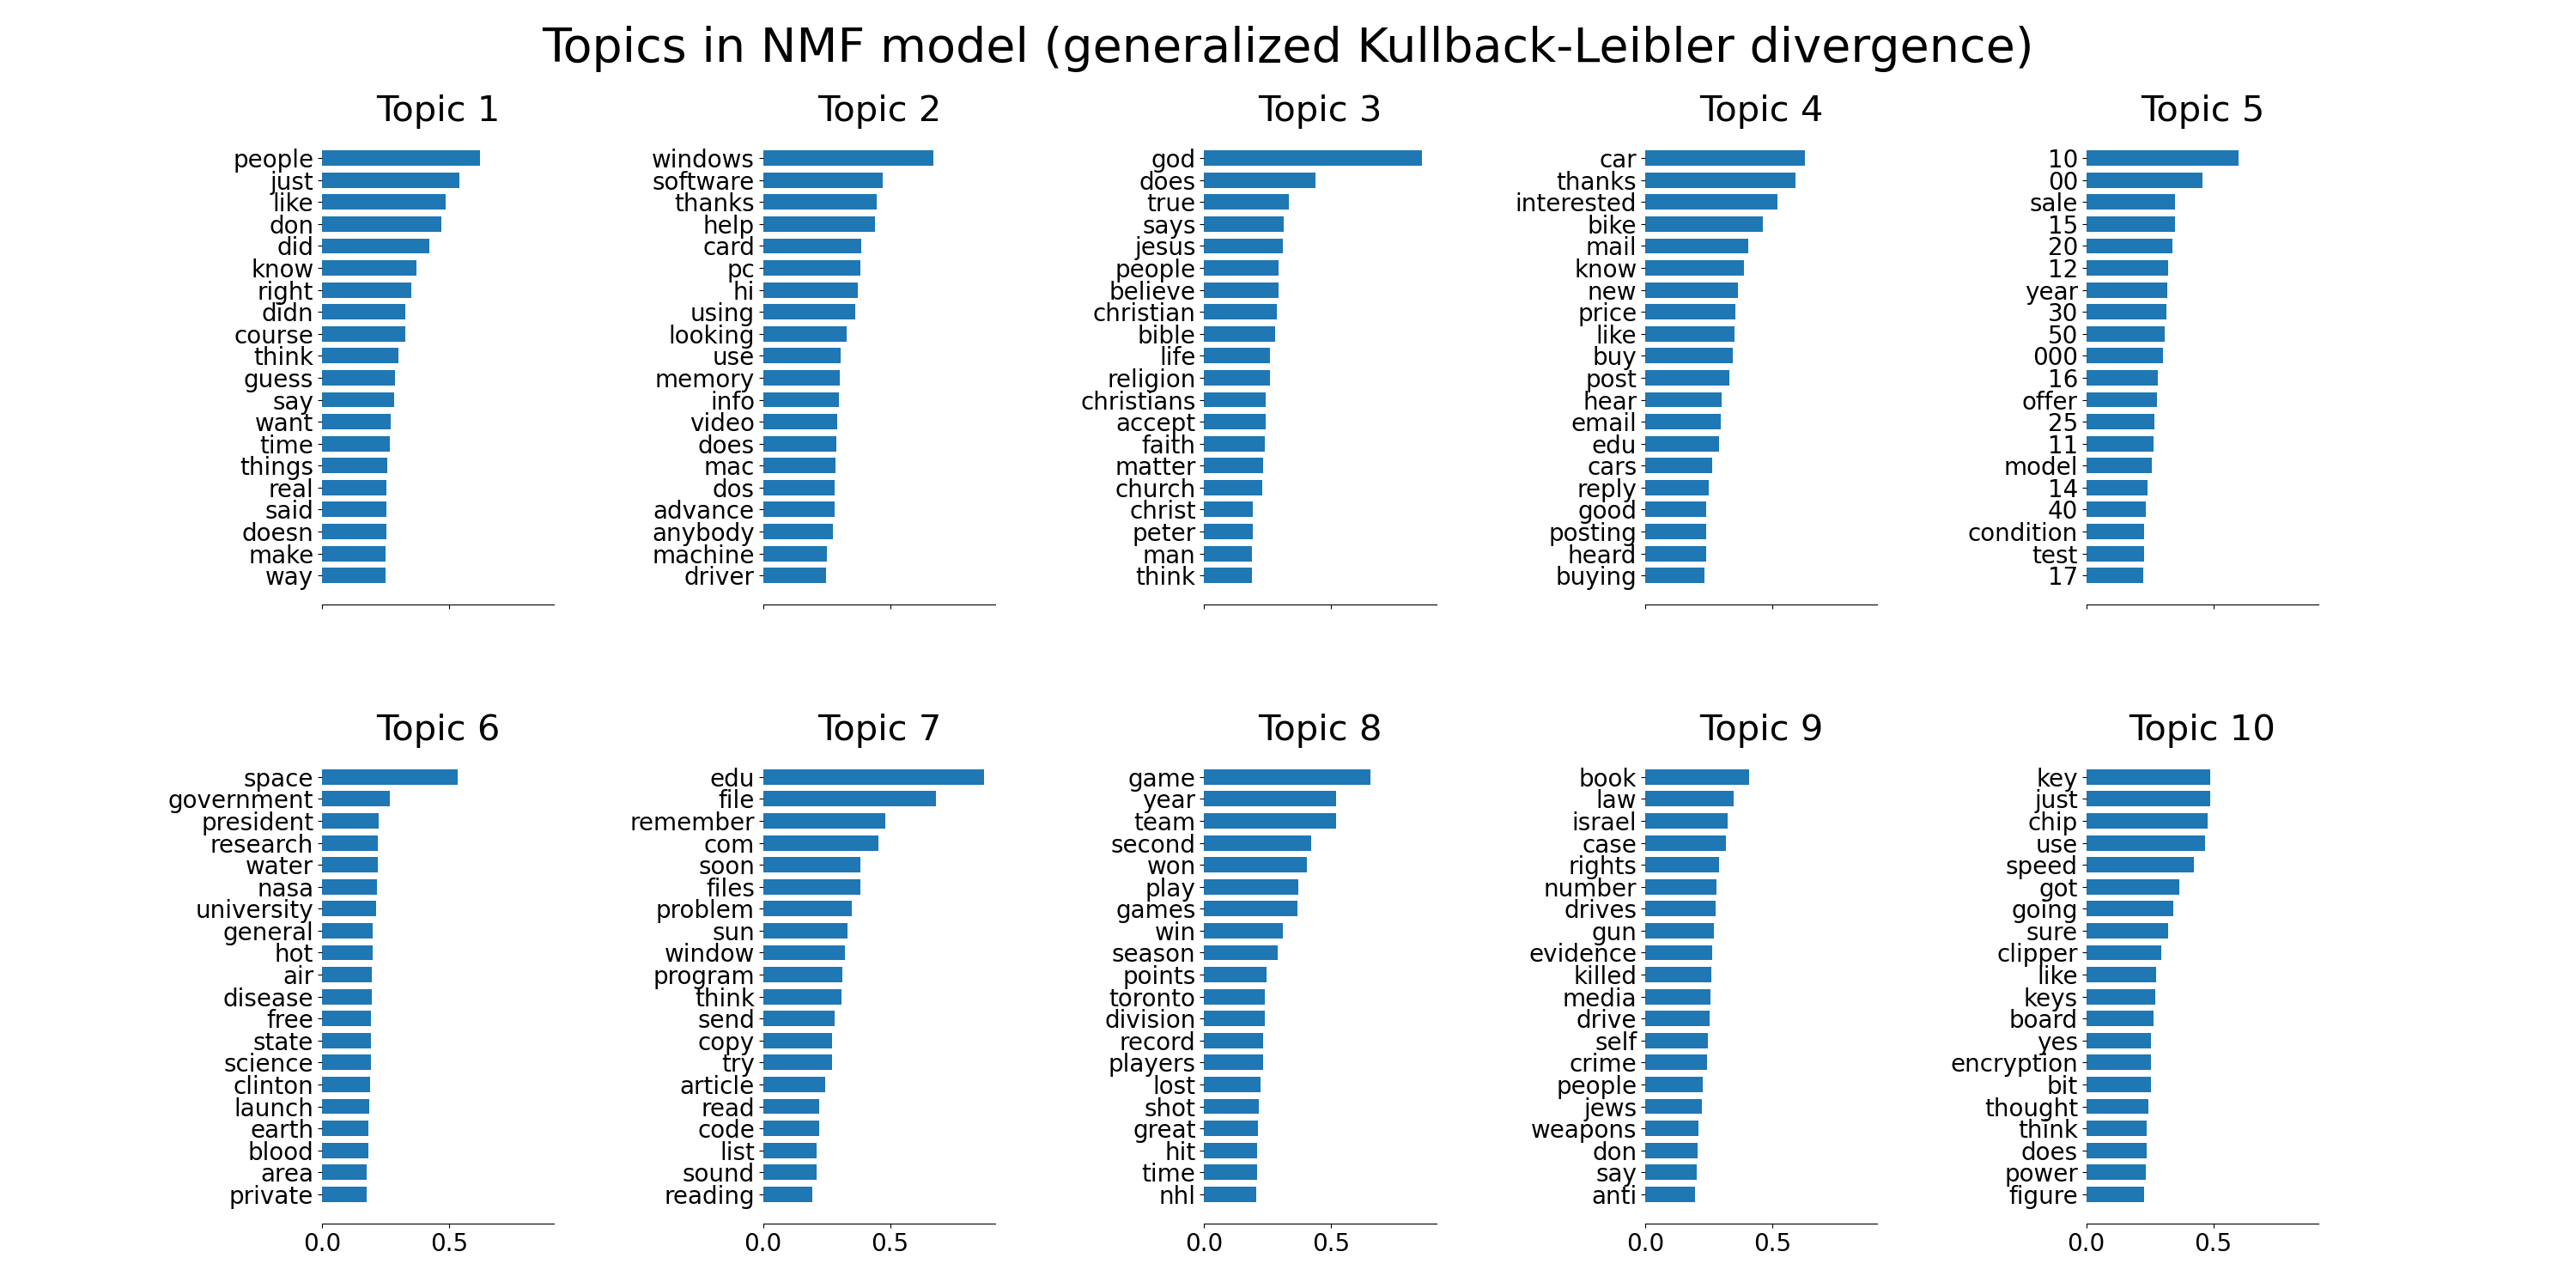 Topics in NMF model (generalized Kullback-Leibler divergence)
Topic 1
people
just
like
don
did
know
right
didn
course
think
guess
say
want
time
things
real
said
doesn
make
way
Topic 2
windows
software
thanks
help
card
pc
hi
using
looking
use
memory
info
video
does
mac
dos
advance
anybody
machine
driver
Topic 3
god
does
true
says
jesus
people
believe
christian
bible
life
religion
christians
accept
faith
matter
church
christ
peter
man
think
Topic 4
car
thanks
interested
bike
mail
know
new
price
like
buy
post
hear
email
edu
cars
reply
good
posting
heard
buying
Topic 5
10
00
sale
15
20
12
year
30
50
000
16
offer
25
11
model
14
40
condition
test
17
Topic 6
space
government
president
research
water
nasa
university
general
hot
air
disease
free
state
science
clinton
launch
earth
blood
area
private
0.0 0.5
Topic 7
edu
file
remember
com
soon
files
problem
sun
window
program
think
send
copy
try
article
read
code
list
sound
reading
0.0 0.5
Topic 8
game
year
team
second
won
play
games
win
season
points
toronto
division
record
players
lost
shot
great
hit
time
nhl
0.0 0.5
Topic 9
book
law
israel
case
rights
number
drives
gun
evidence
killed
media
drive
self
crime
people
jews
weapons
don
say
anti
0.0 0.5
Topic 10
key
just
chip
use
speed
got
going
sure
clipper
like
keys
board
yes
encryption
bit
thought
think
does
power
figure
0.0 0.5